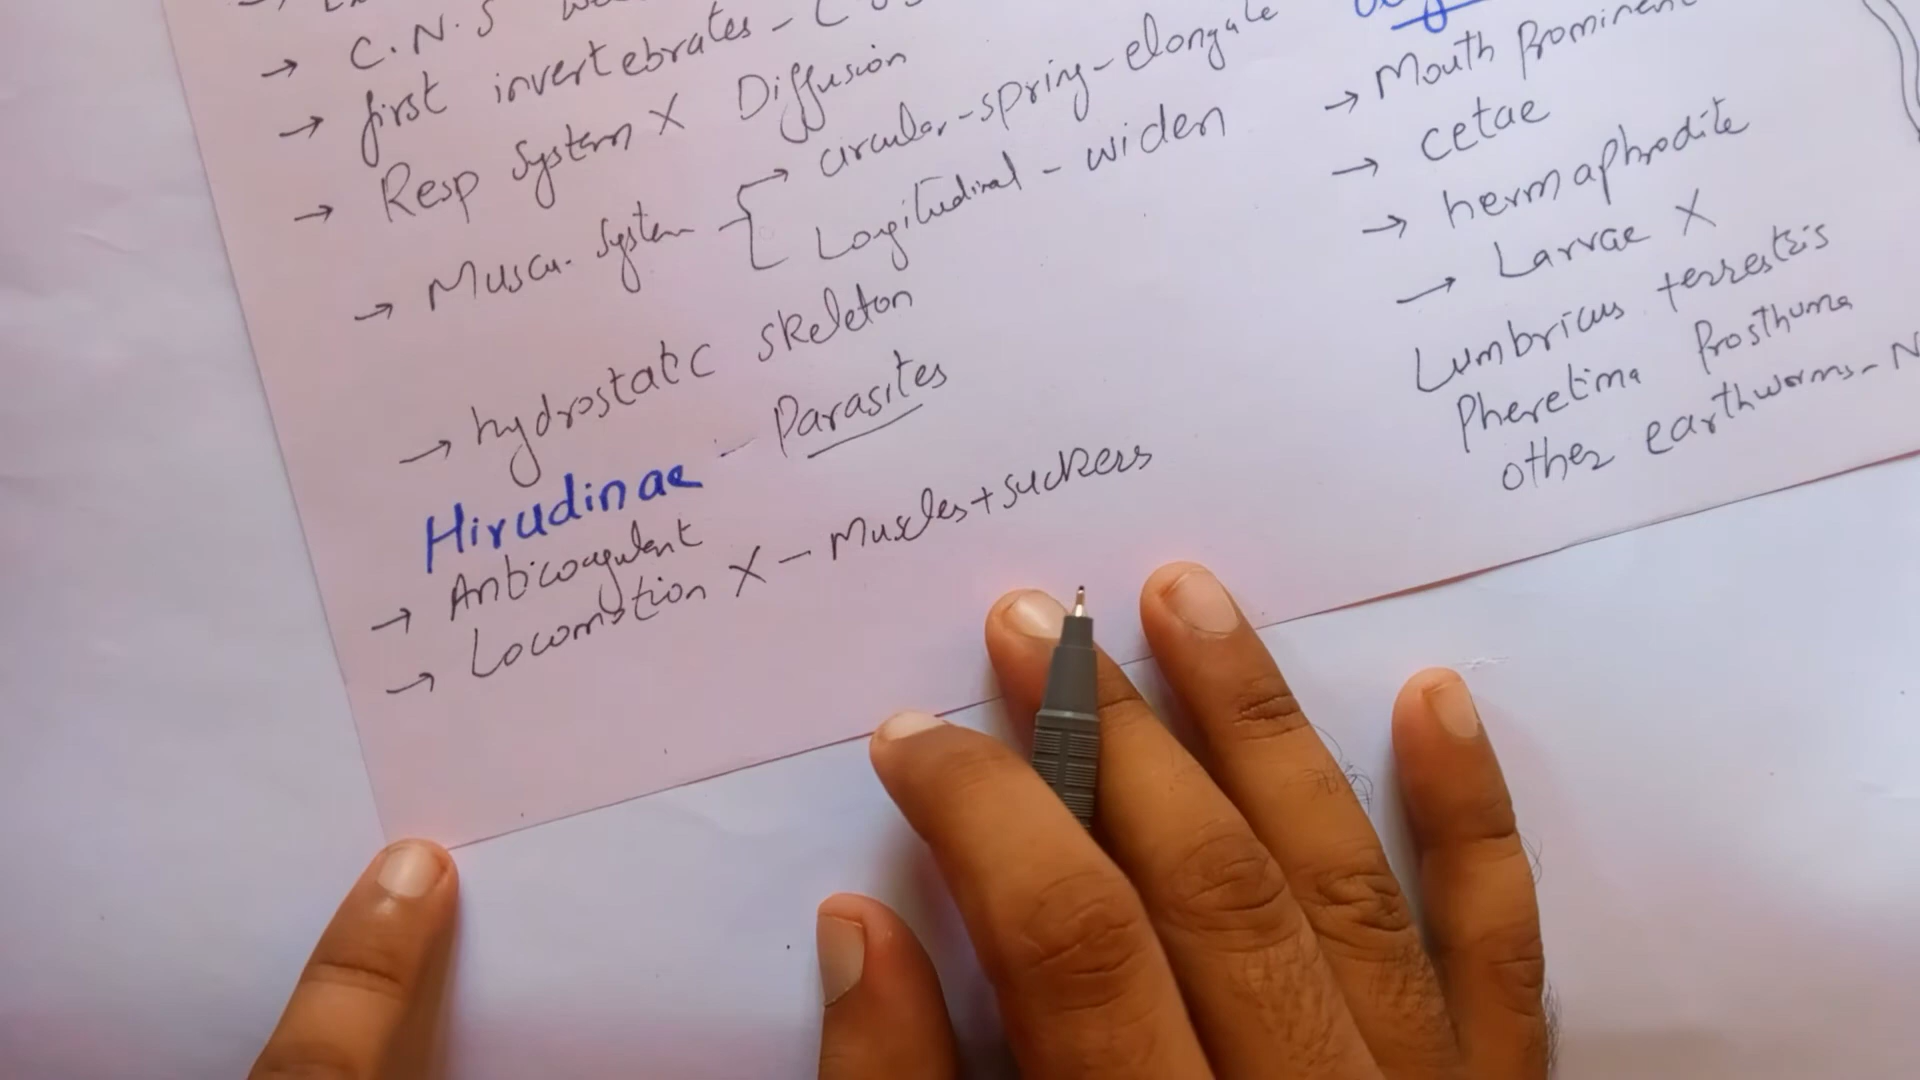 → C.N.S
→ first invertebrates -
→ Resp system X Diffusion
→ Muscu. system → circular - spring - elongate
Longitudinal - widen
→ hydrostatic skeleton
Hirudinae - Parasites
→ Anticoagulent
→ Locomotion X - Muscles + suckers
→ Mouth Prominent
→ cetae
→ hermaphrodite
→ Larvae X
Lumbricus terrestris
Pheretima Prosthuma
other earthworms - N